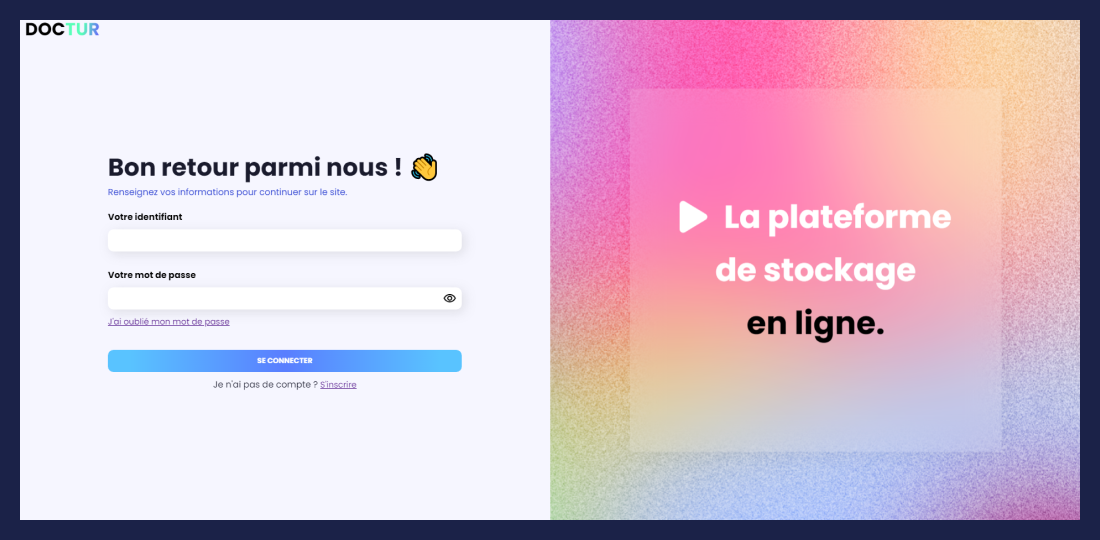 DOCTUR
Bon retour parmi nous ! 👋
Renseignez vos informations pour continuer sur le site.
Votre identifiant
Votre mot de passe
J'ai oublié mon mot de passe
SE CONNECTER
Je n'ai pas de compte ? S'inscrire
La plateforme
de stockage
en ligne.